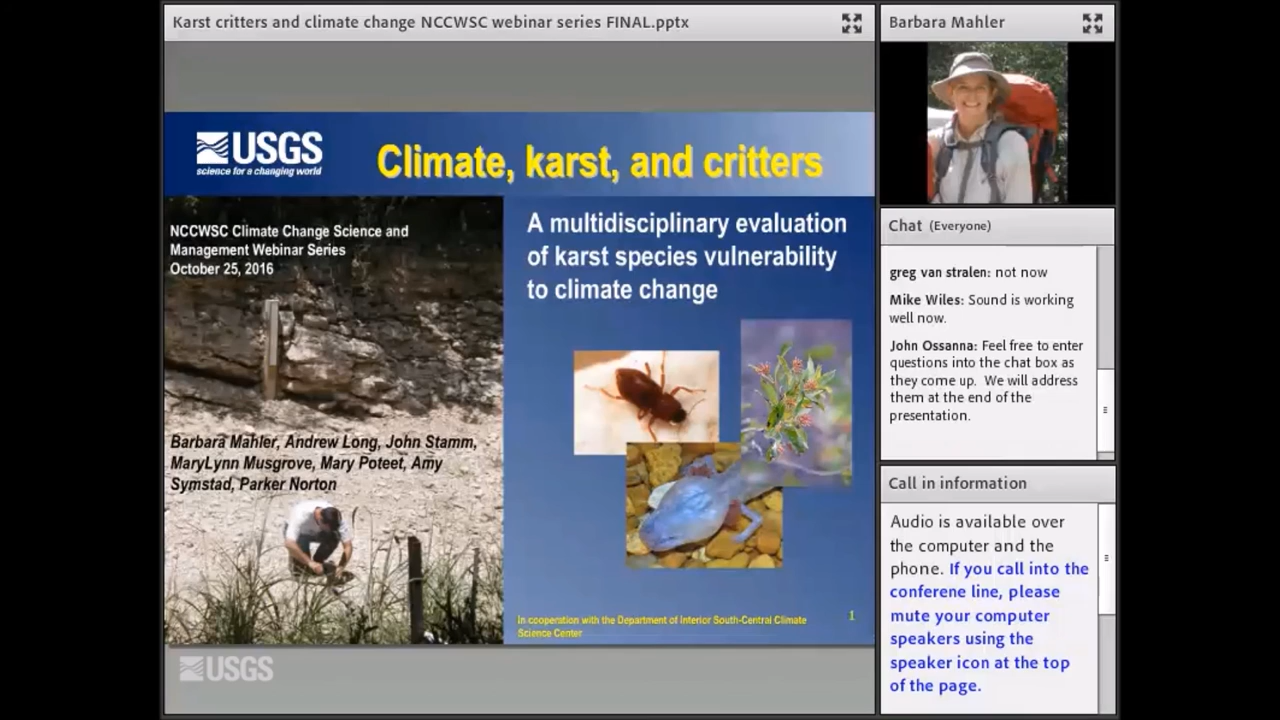 Karst critters and climate change NCCWSC webinar series FINAL.pptx
USGS
science for a changing world
Climate, karst, and critters
NCCWSC Climate Change Science and
Management Webinar Series
October 25, 2016
A multidisciplinary evaluation
of karst species vulnerability
to climate change
Barbara Mahler, Andrew Long, John Stamm,
MaryLynn Musgrove, Mary Poteet, Amy
Symstad, Parker Norton
In cooperation with the Department of Interior South-Central Climate
Science Center
1
USGS
Barbara Mahler
Chat (Everyone)
greg van stralen: not now
Mike Wiles: Sound is working
well now.
John Ossanna: Feel free to enter
questions into the chat box as
they come up. We will address
them at the end of the
presentation.
Call in information
Audio is available over
the computer and the
phone. If you call into the
conferene line, please
mute your computer
speakers using the
speaker icon at the top
of the page.